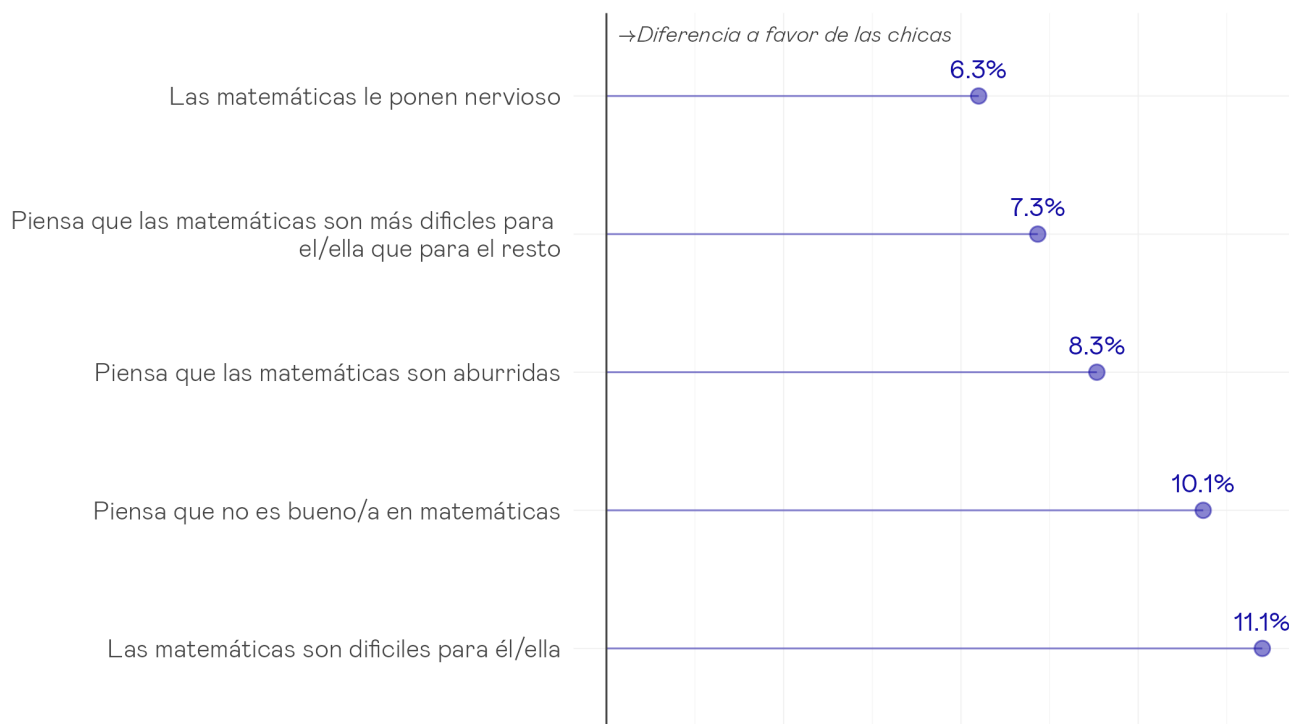 →Diferencia a favor de las chicas
6.3%
Las matemáticas le ponen nervioso
7.3%
Piensa que las matemáticas son más dificles para
el/ella que para el resto
8.3%
Piensa que las matemáticas son aburridas
10.1%
Piensa que no es bueno/a en matemáticas
11.1%
Las matemáticas son dificiles para él/ella